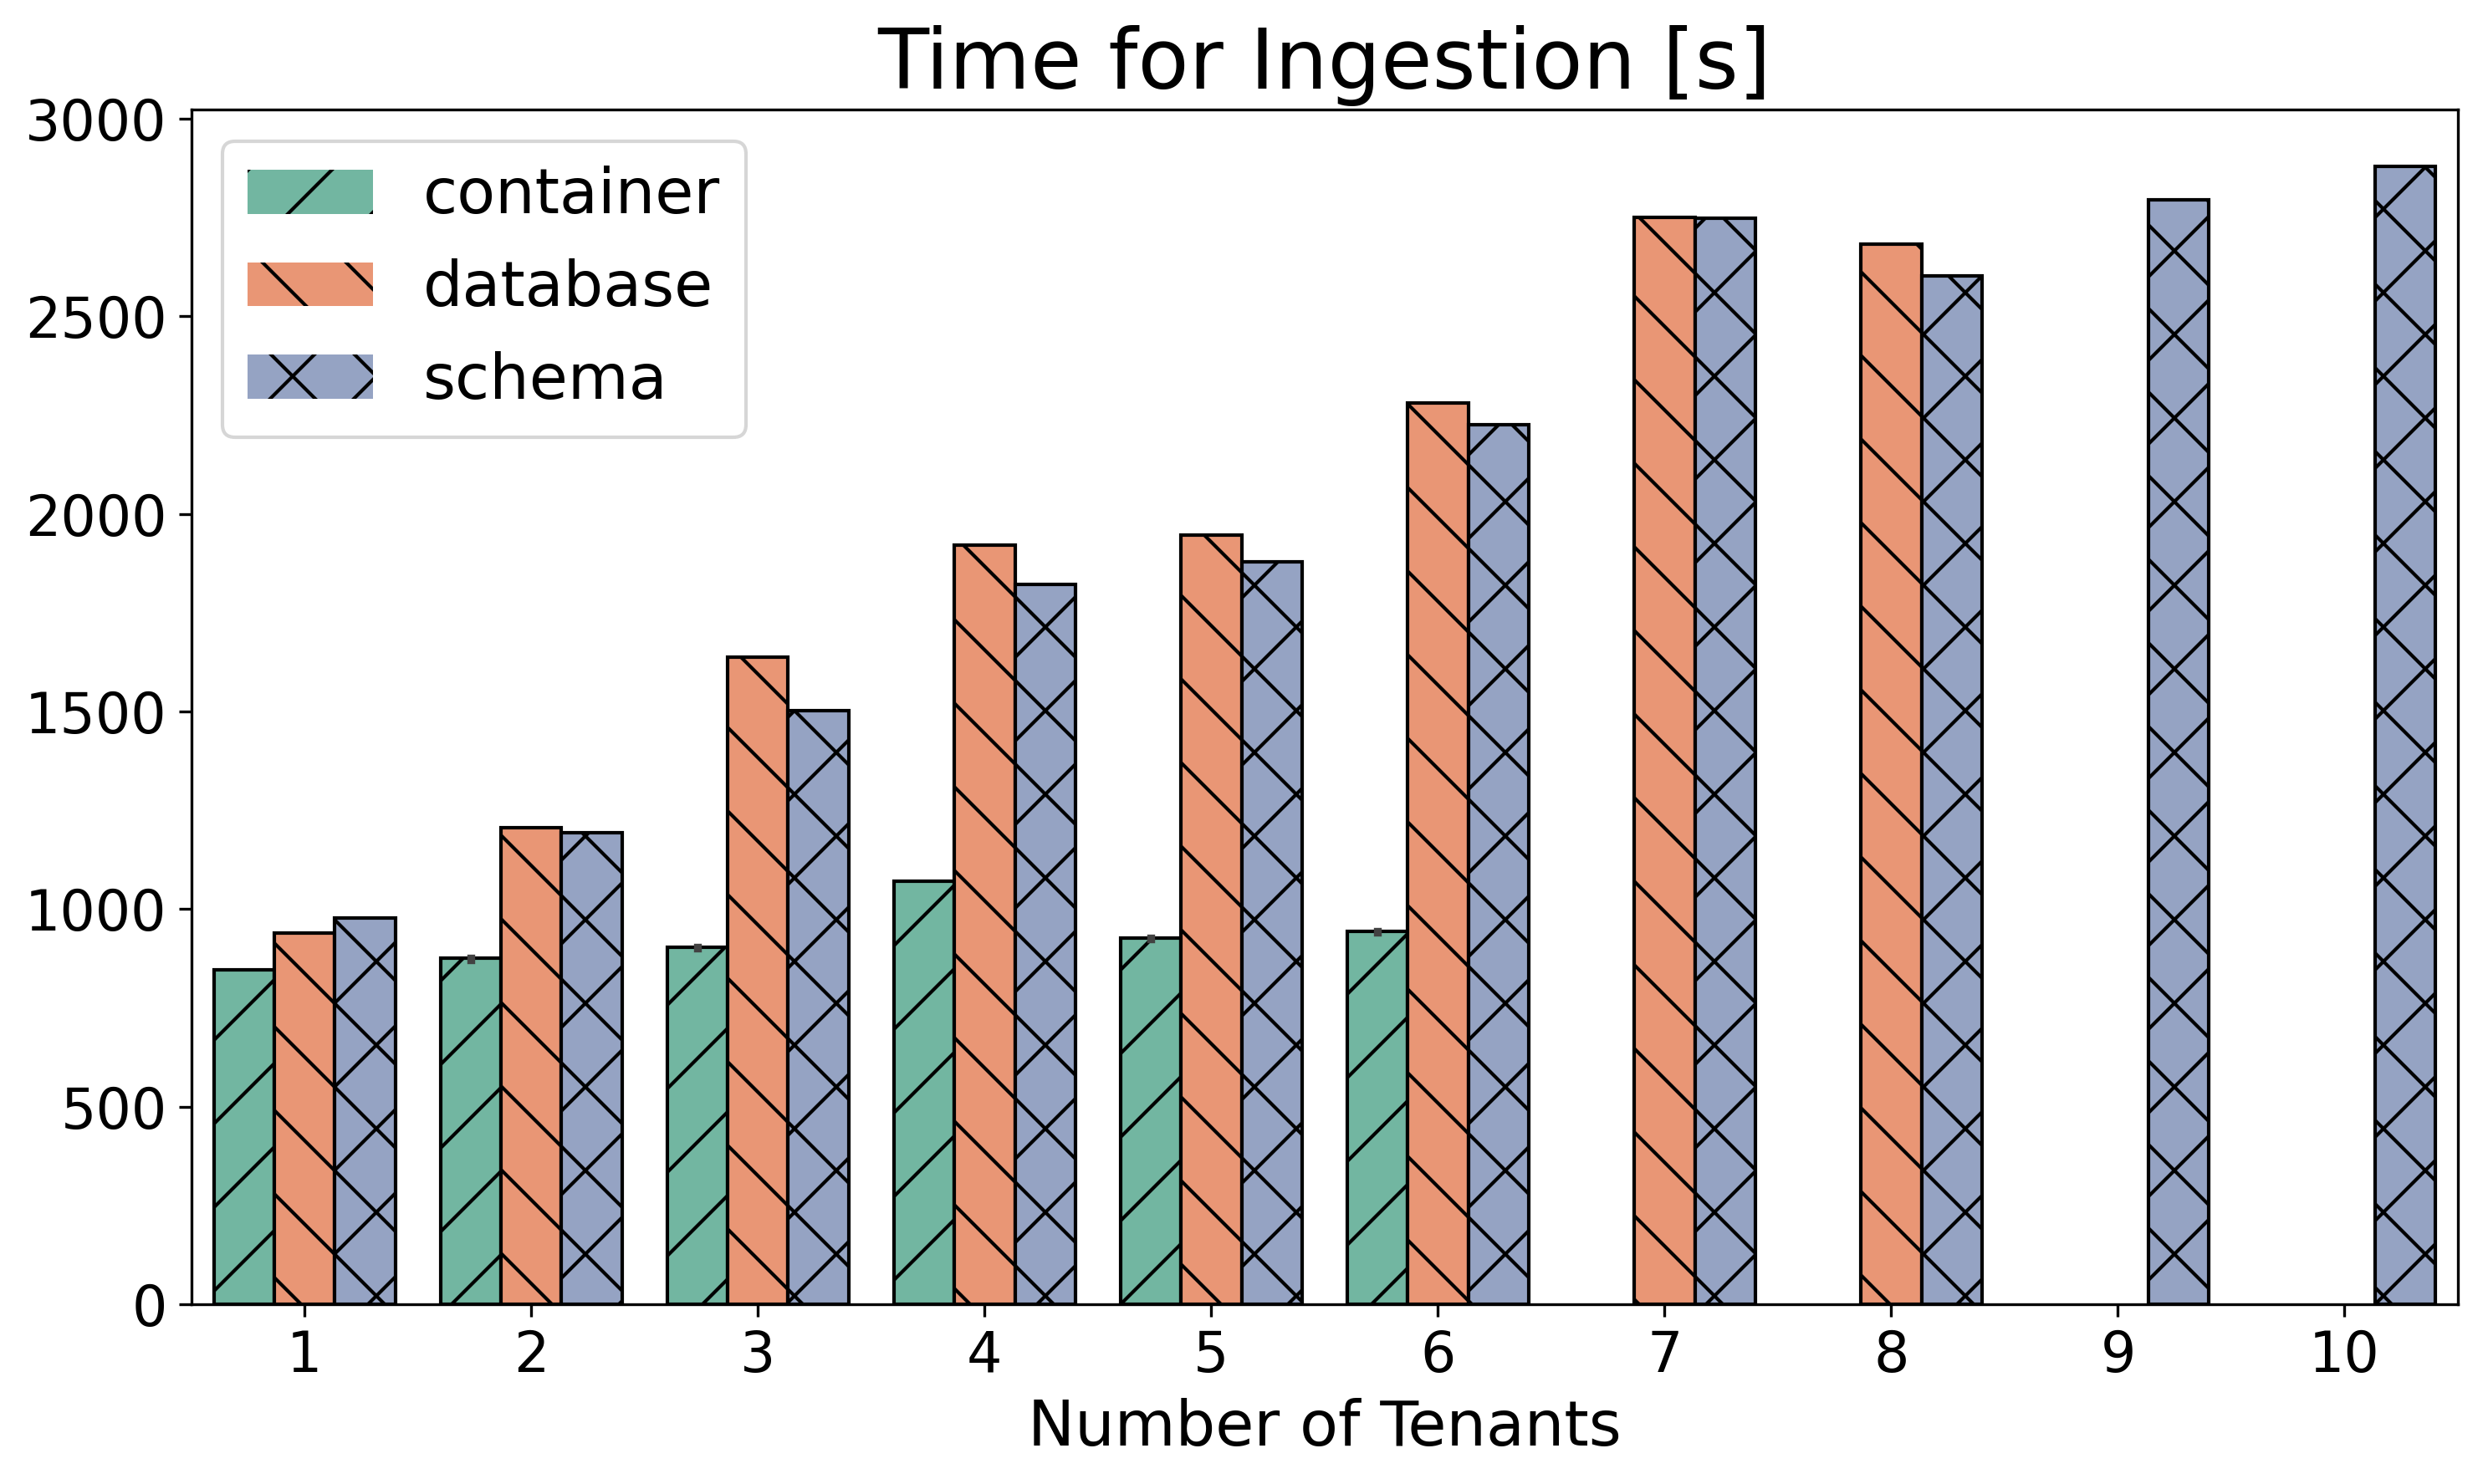 Time for Ingestion [s]
3000
2500
2000
1500
1000
500
0
container
database
schema
1 2 3 4 5 6 7 8 9 10
Number of Tenants